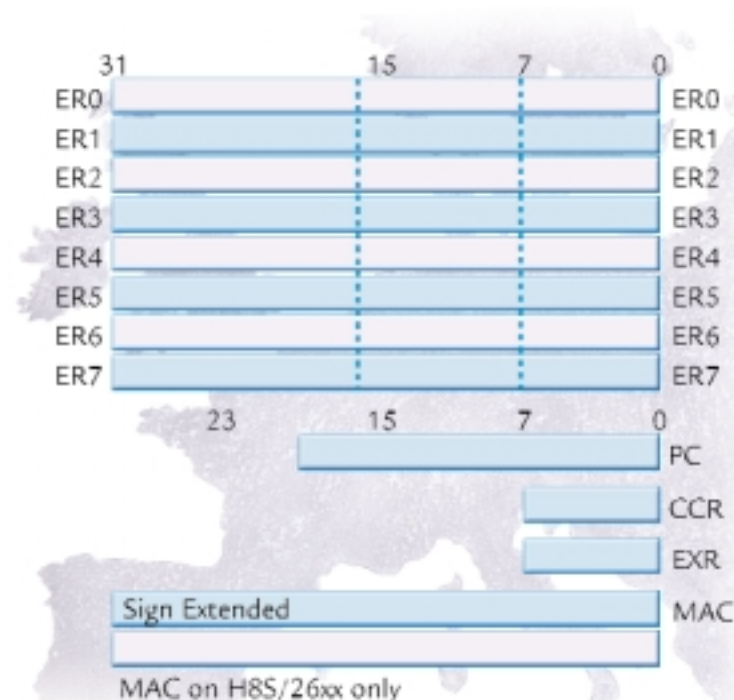 31 15 7 0
ER0 ER0
ER1 ER1
ER2 ER2
ER3 ER3
ER4 ER4
ER5 ER5
ER6 ER6
ER7 ER7
23 15 7 0
PC
CCR
EXR
Sign Extended MAC
MAC on H8S/26xx only